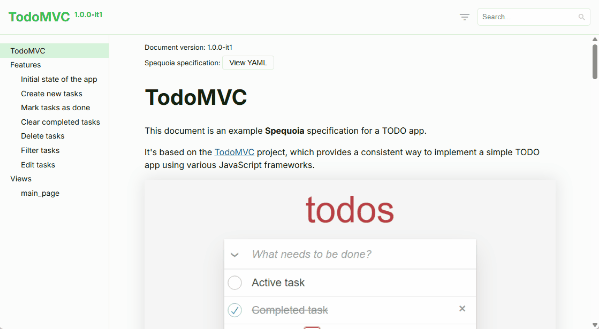 TodoMVC 1.0.0-it1
Search
TodoMVC
Features
Initial state of the app
Create new tasks
Mark tasks as done
Clear completed tasks
Delete tasks
Filter tasks
Edit tasks
Views
main_page
Document version: 1.0.0-it1
Spequoia specification: View YAML
TodoMVC
This document is an example Spequoia specification for a TODO app.
It's based on the TodoMVC project, which provides a consistent way to implement a simple TODO
app using various JavaScript frameworks.
todos
What needs to be done?
Active task
Completed task